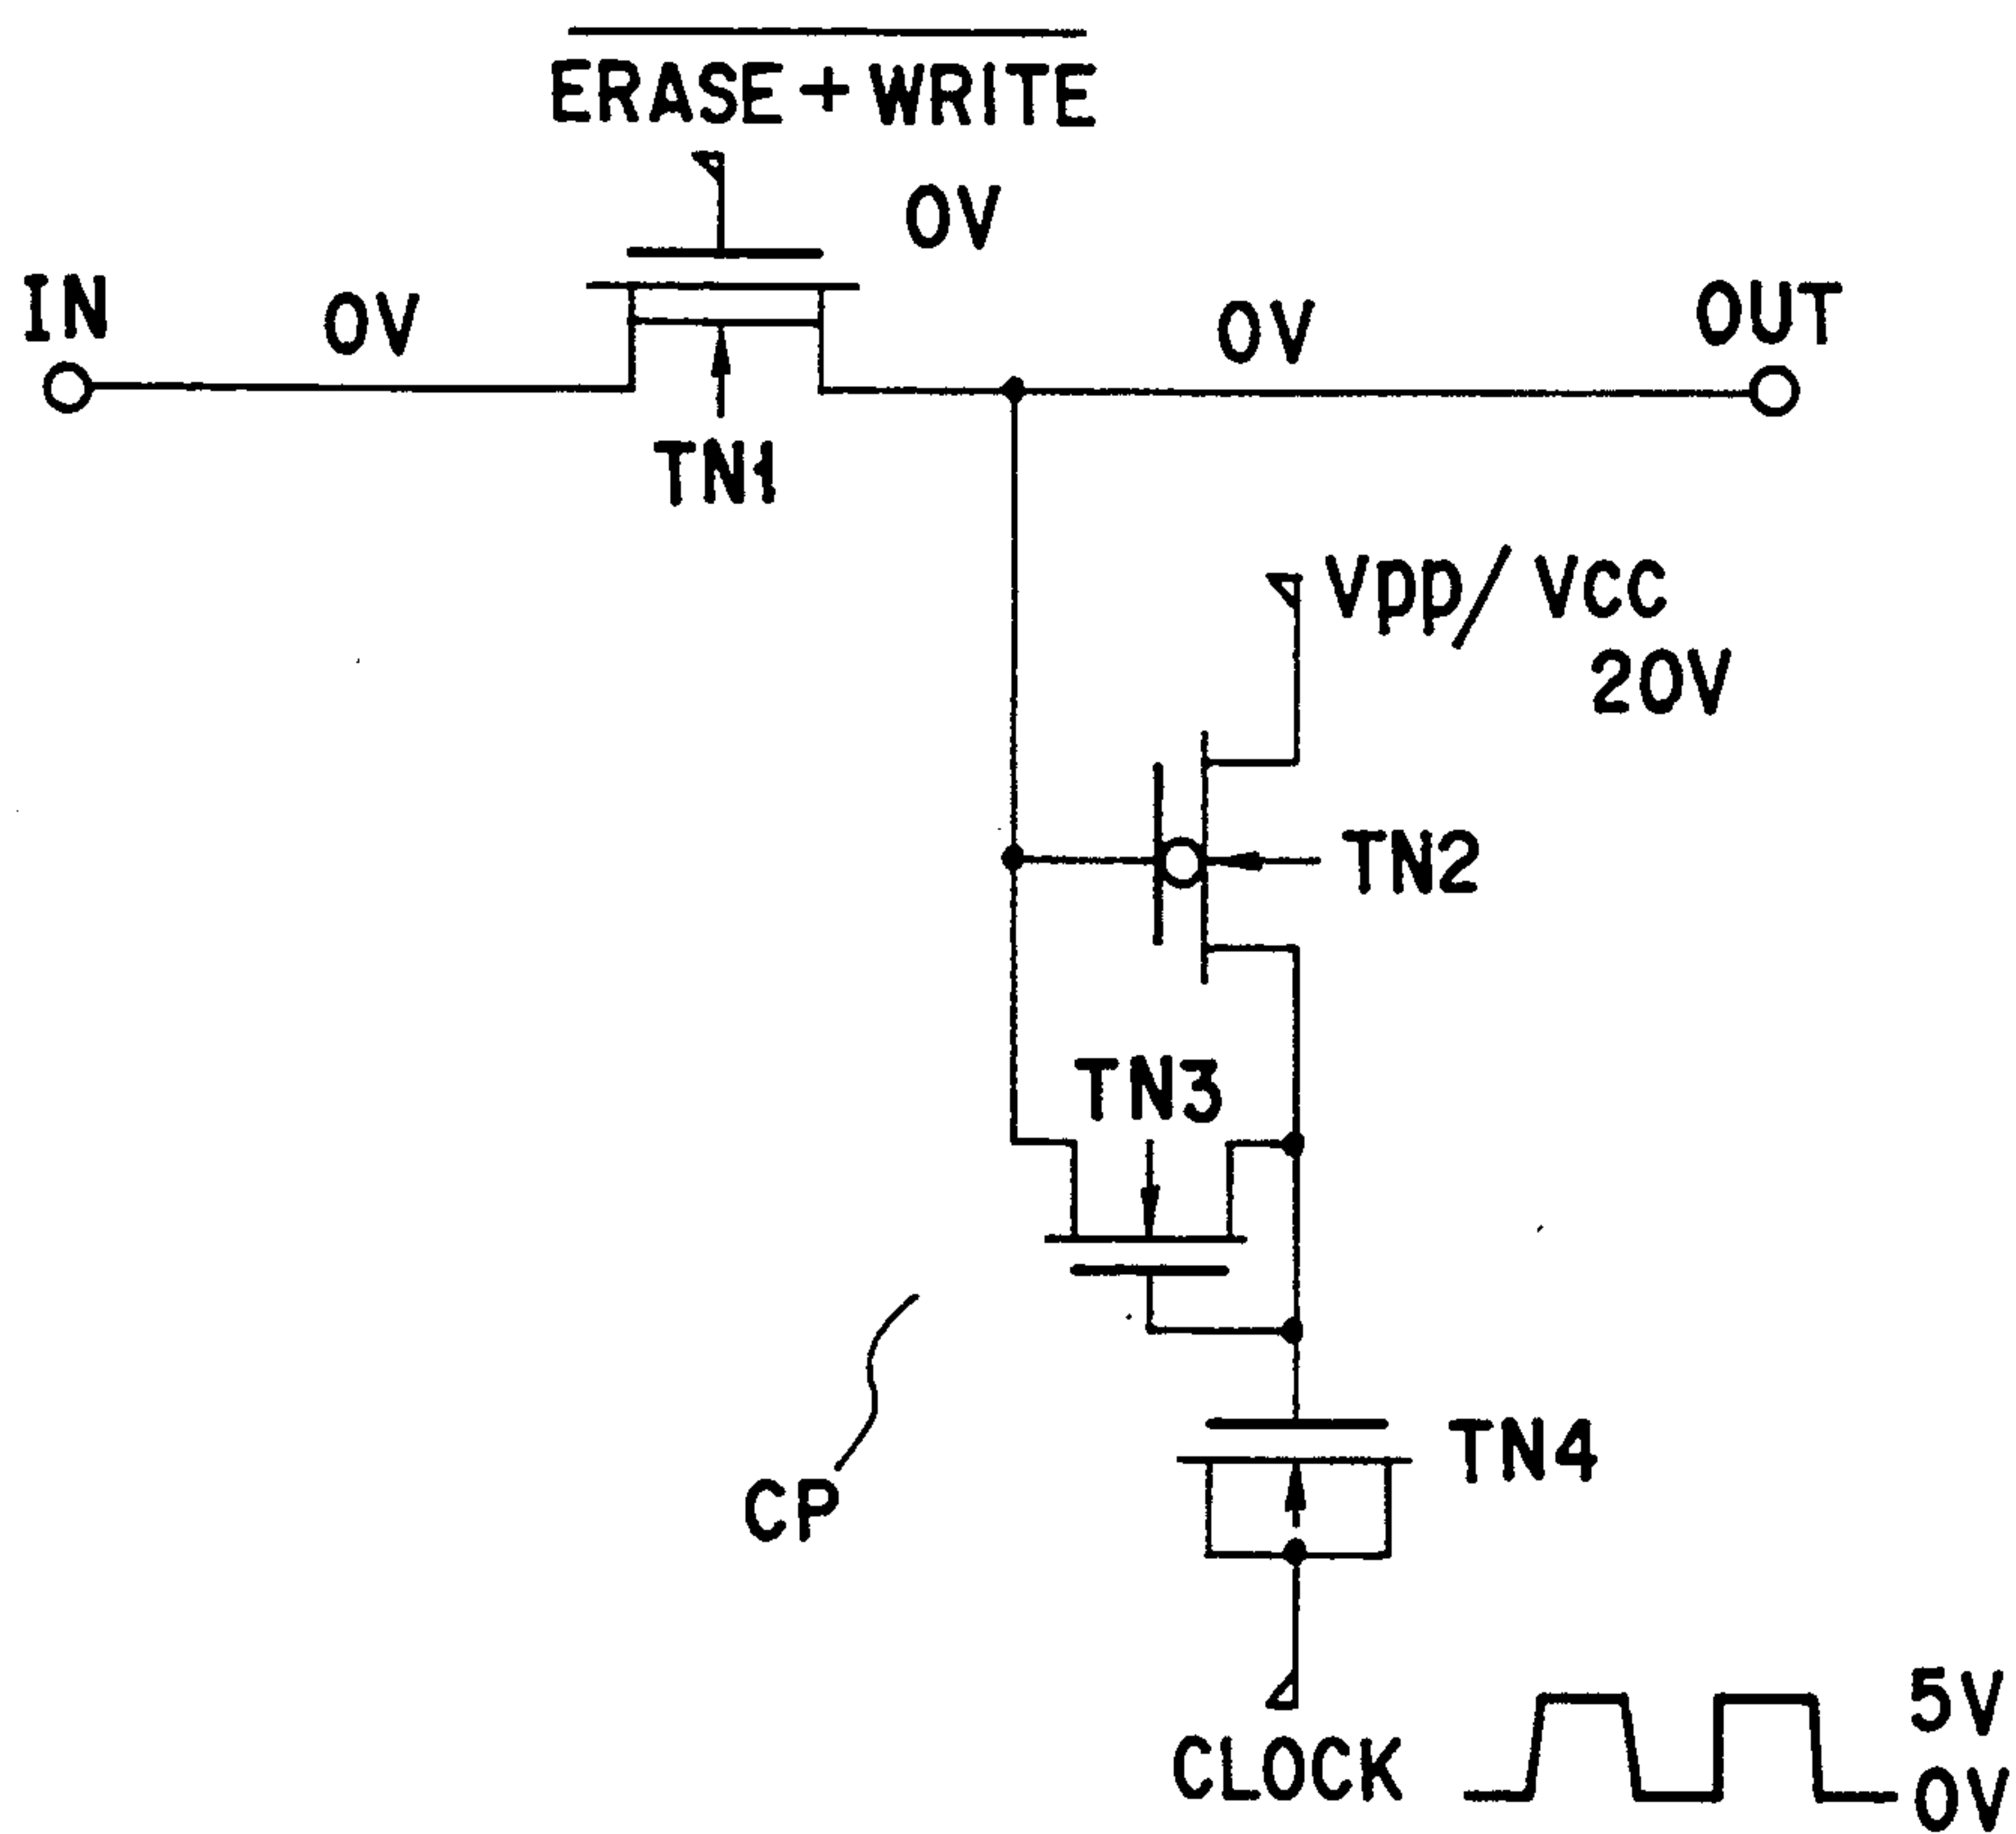 ERASE + WRITE
0V
IN
0V
0V
OUT
TN1
Vpp/VCC
20V
TN2
TN3
TN4
CP
CLOCK
5V
0V